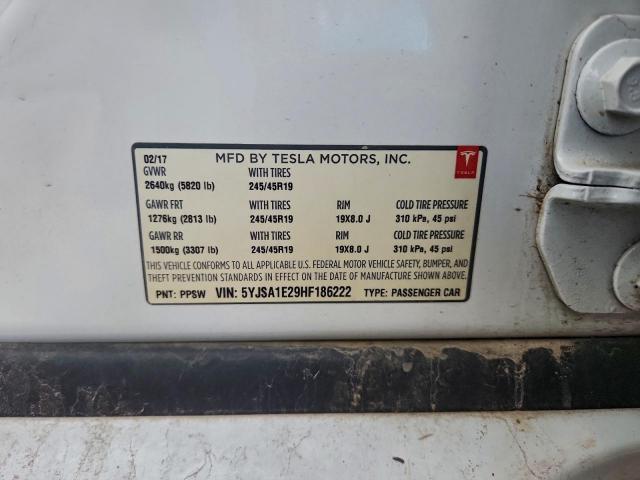 02/17 MFD BY TESLA MOTORS, INC.
GVWR WITH TIRES
2640kg (5820 lb) 245/45R19
TESLA
GAWR FRT WITH TIRES RIM COLD TIRE PRESSURE
1276kg (2813 lb) 245/45R19 19X8.0 J 310 kPa, 45 psi
GAWR RR WITH TIRES RIM COLD TIRE PRESSURE
1500kg (3307 lb) 245/45R19 19X8.0 J 310 kPa, 45 psi
THIS VEHICLE CONFORMS TO ALL APPLICABLE U.S. FEDERAL MOTOR VEHICLE SAFETY, BUMPER, AND
THEFT PREVENTION STANDARDS IN EFFECT ON THE DATE OF MANUFACTURE SHOWN ABOVE.
PNT: PPSW VIN: 5YJSA1E29HF186222 TYPE: PASSENGER CAR